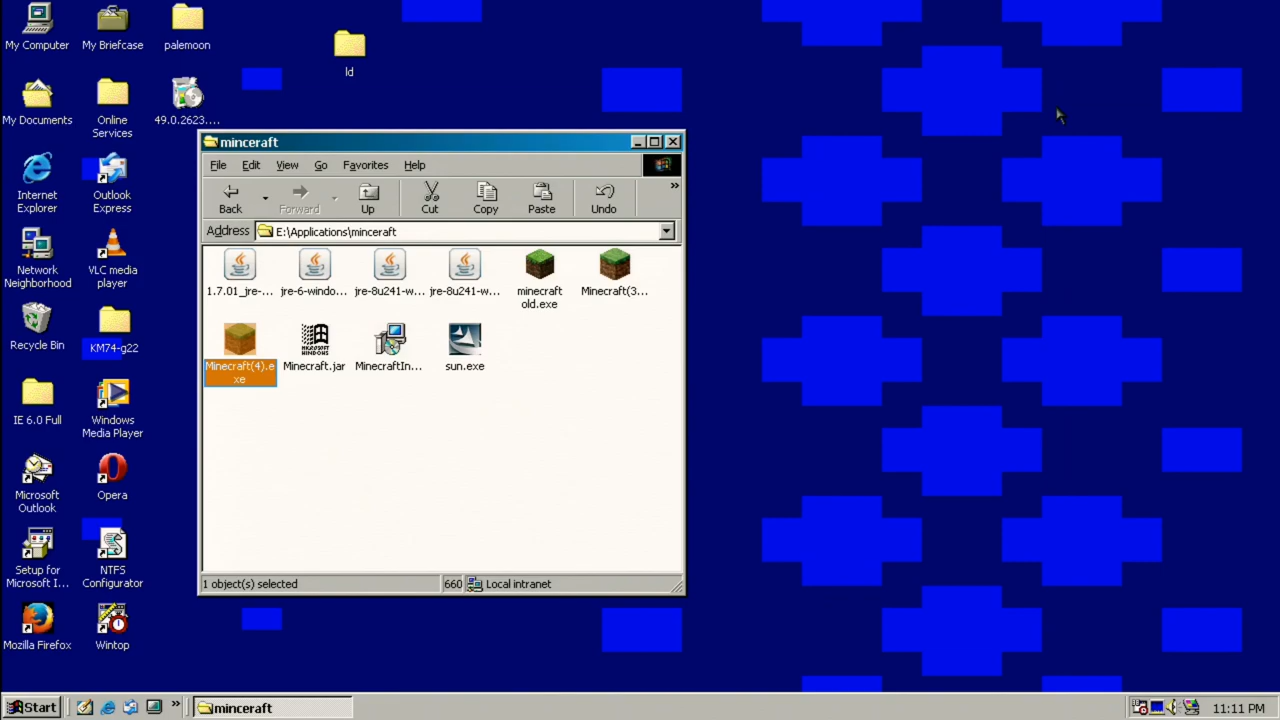 My Computer
My Briefcase
palemoon
ld
My Documents
Online
Services
49.0.2623....
Internet
Explorer
Outlook
Express
Network
Neighborhood
VLC media
player
Recycle Bin
KM74-g22
IE 6.0 Full
Windows
Media Player
Microsoft
Outlook
Opera
Setup for
Microsoft I...
NTFS
Configurator
Mozilla Firefox
Wintop
minceraft
File Edit View Go Favorites Help
Back Forward Up Cut Copy Paste Undo »
Address E:\Applications\minceraft
1.7.01_jre-...
jre-6-windo...
jre-8u241-w...
jre-8u241-w...
minecraft
old.exe
Minecraft(3...
Minecraft(4).e
xe
MICROSOFT
WINDOWS
Minecraft.jar
MinecraftIn...
sun.exe
1 object(s) selected 660 Local intranet
Start » minceraft 11:11 PM